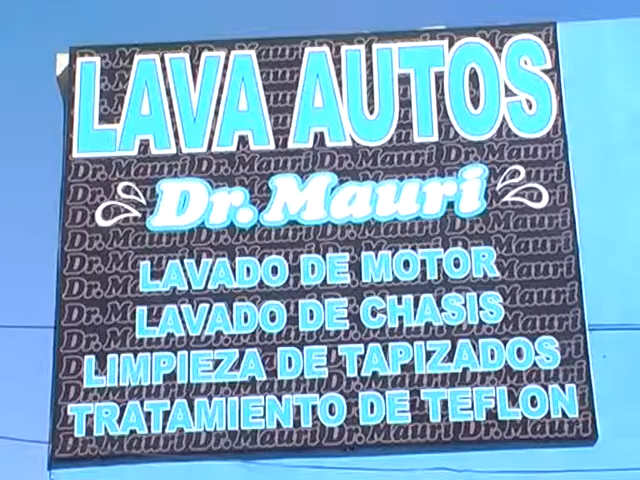 LAVA AUTOS
Dr. Mauri
LAVADO DE MOTOR
LAVADO DE CHASIS
LIMPIEZA DE TAPIZADOS
TRATAMIENTO DE TEFLON